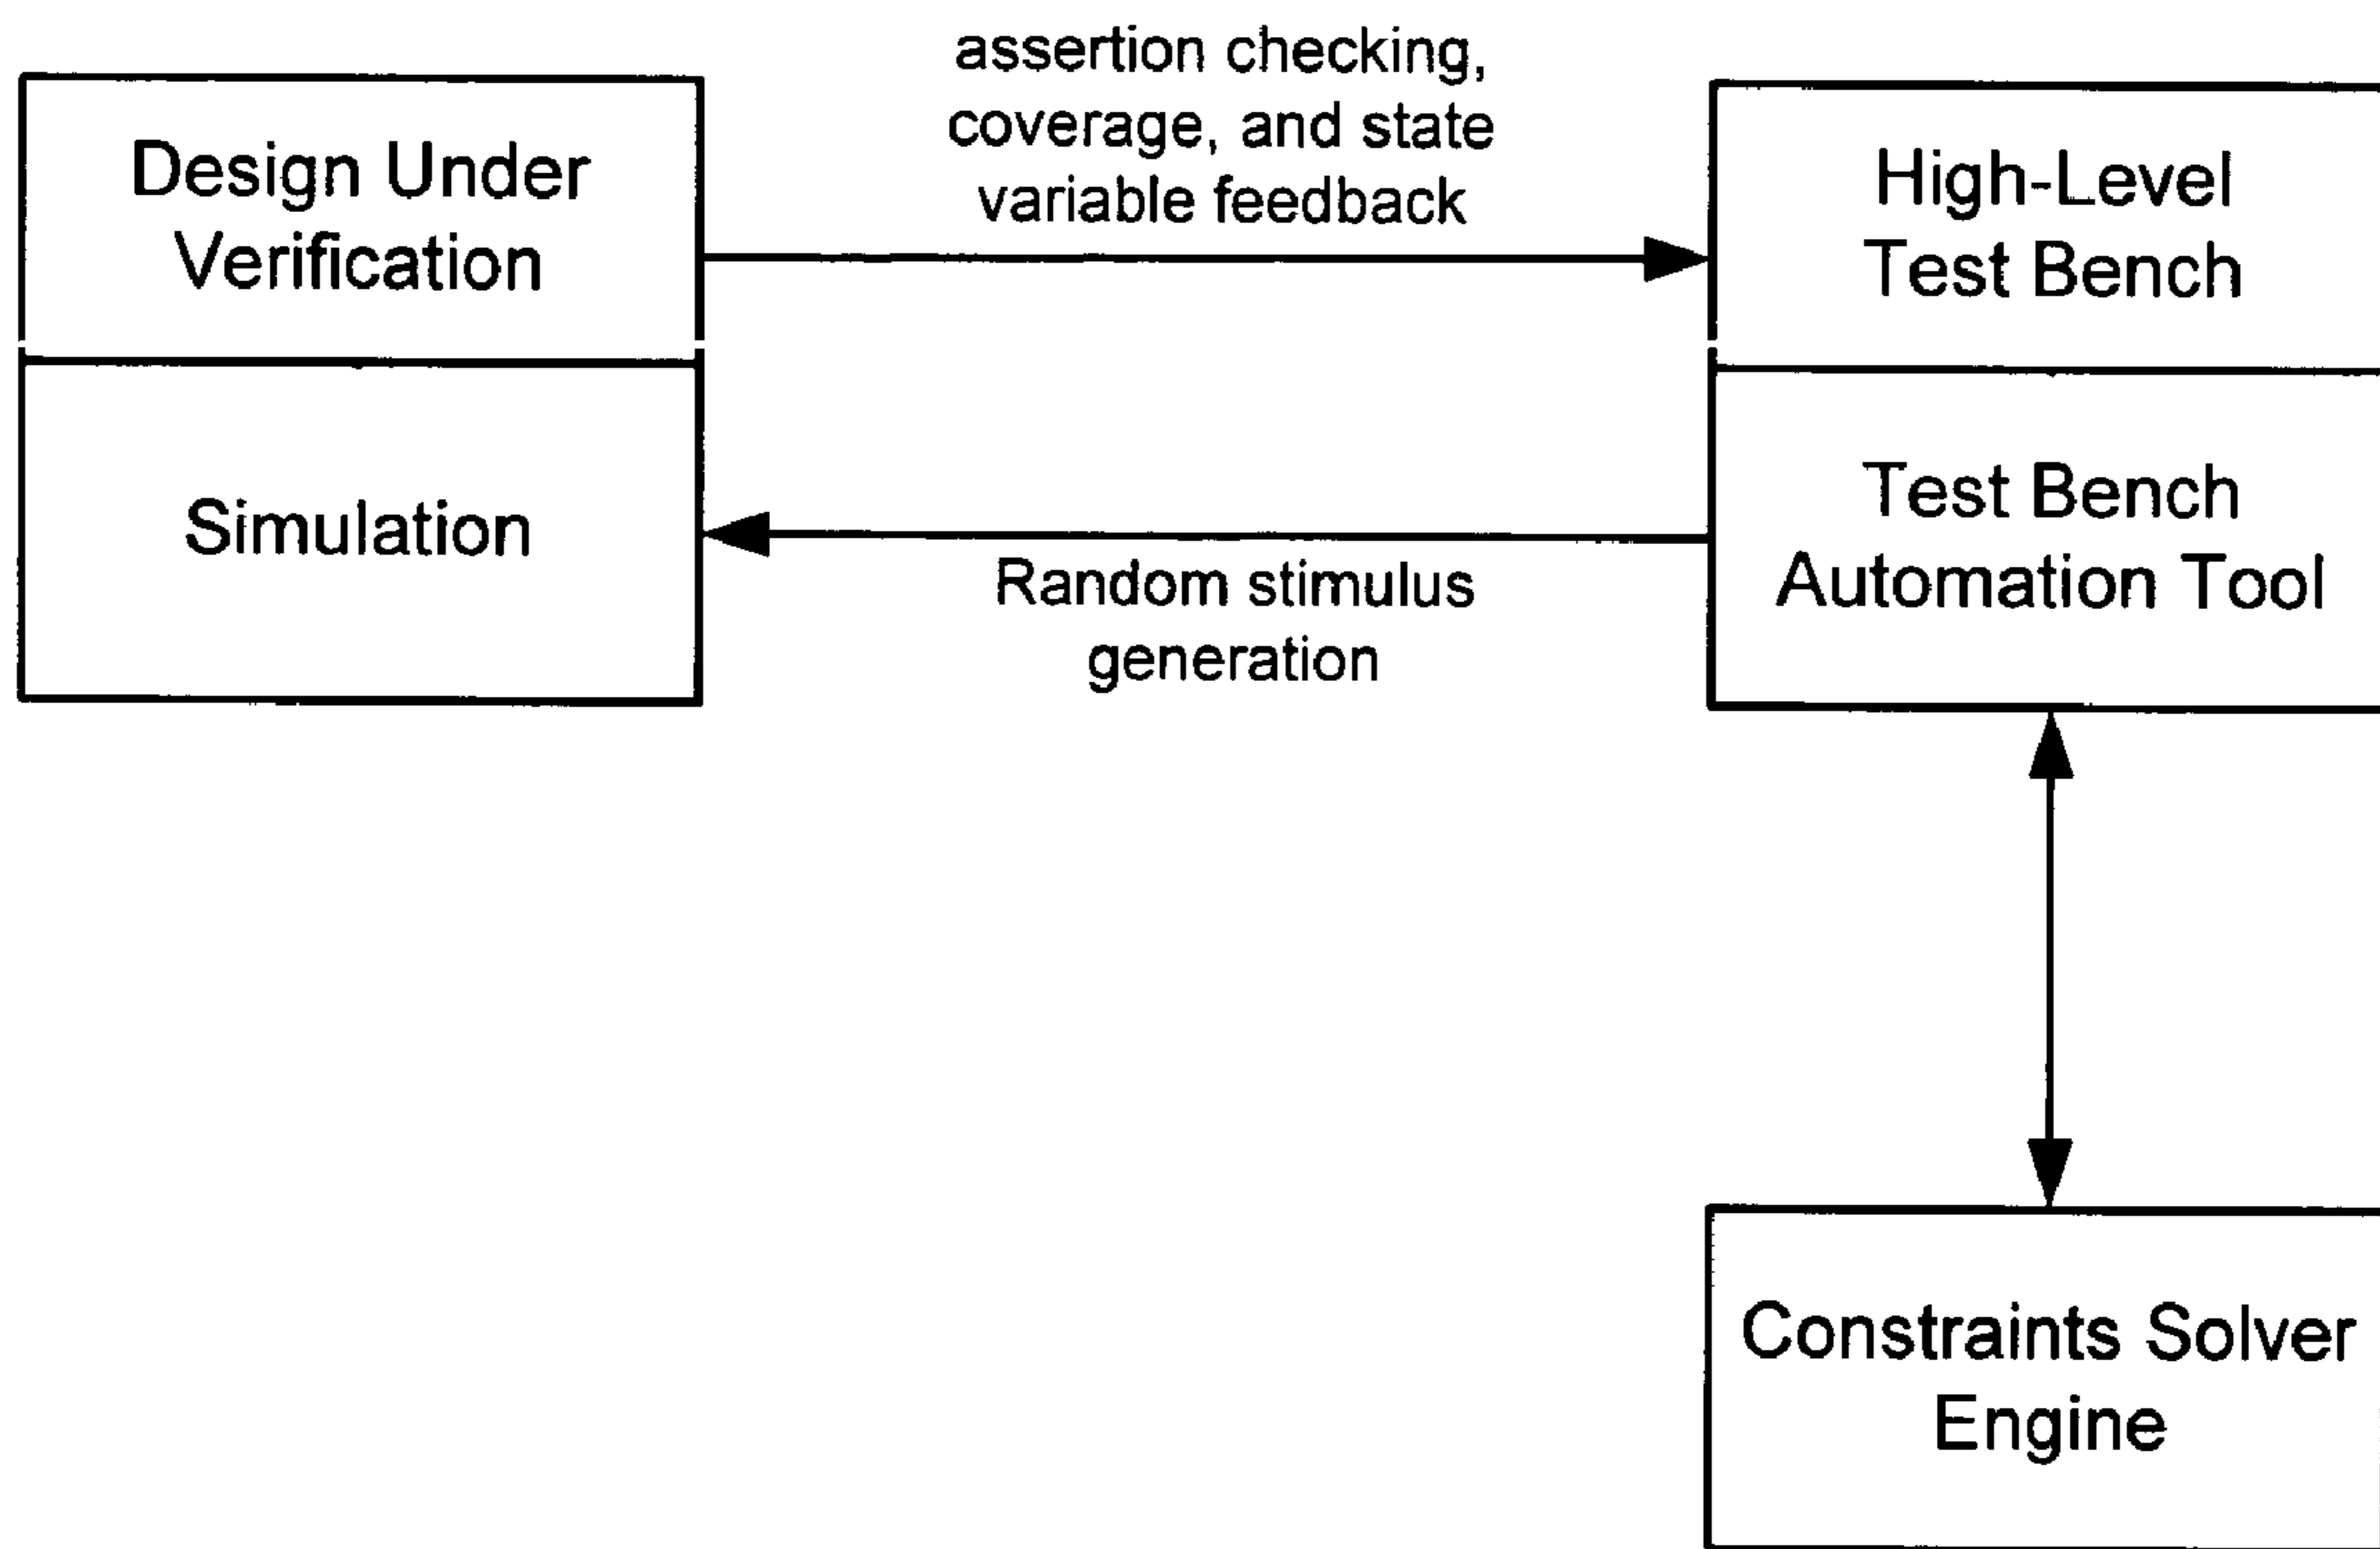 assertion checking,
coverage, and state
variable feedback
Design Under
Verification
High-Level
Test Bench
Simulation
Random stimulus
generation
Test Bench
Automation Tool
Constraints Solver
Engine